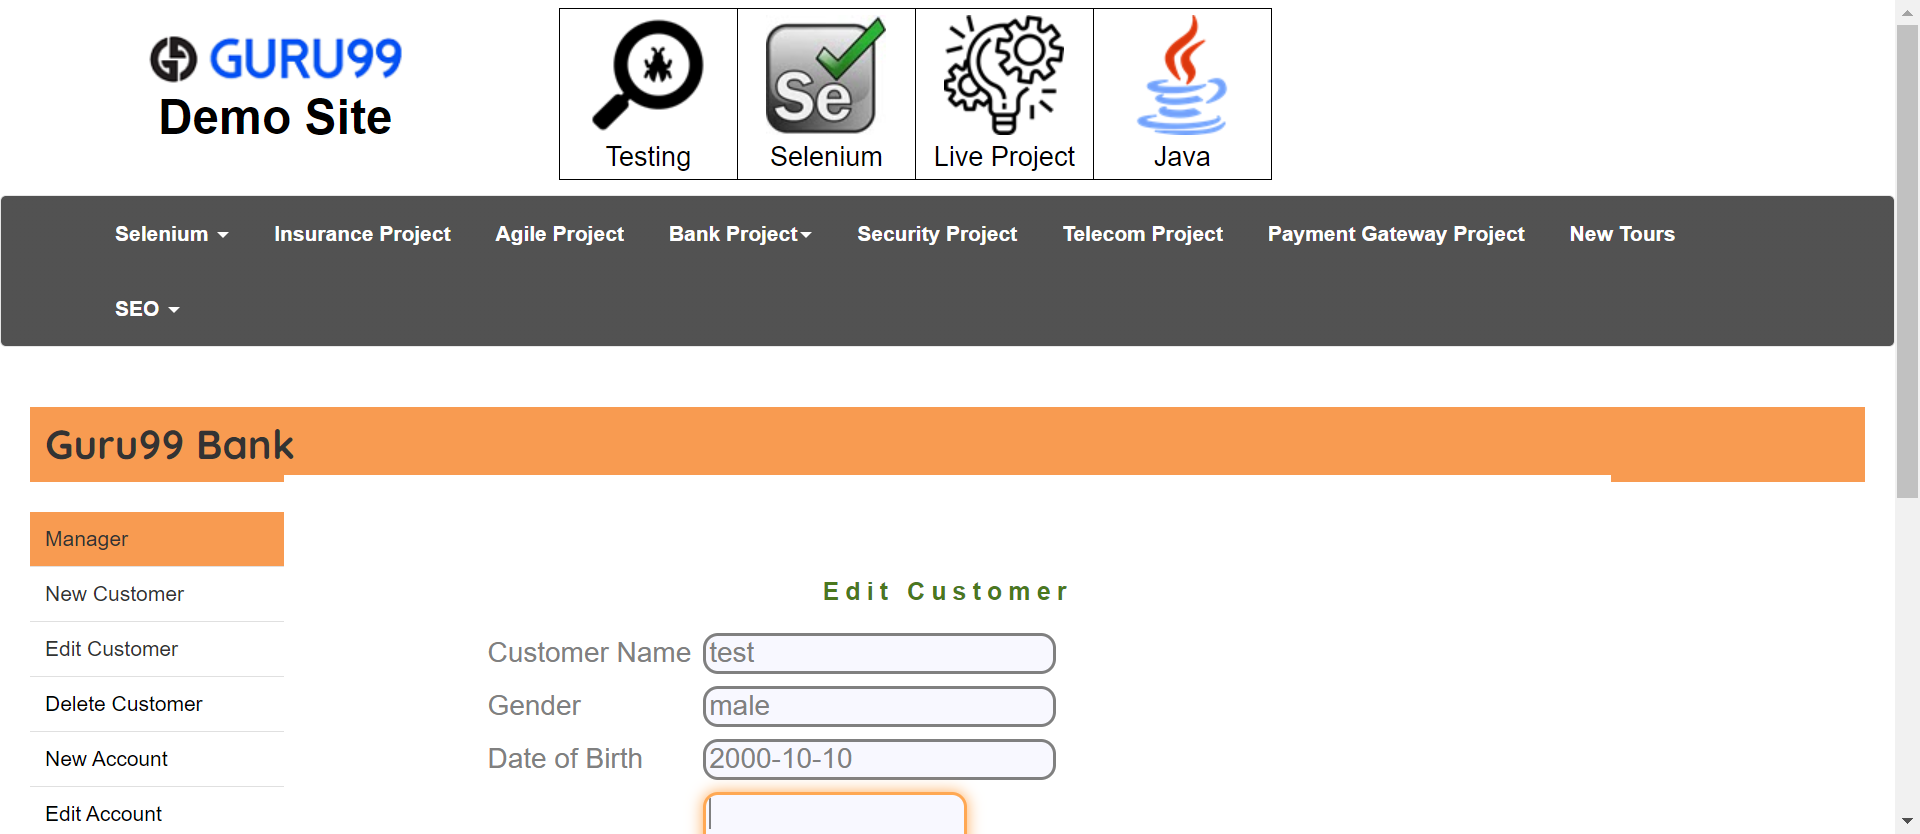 GURU99
Demo Site
Se
Testing
Selenium
Live Project
Java
Selenium
Insurance Project
Agile Project
Bank Project
Security Project
Telecom Project
Payment Gateway Project
New Tours
SEO
Guru99 Bank
Manager
New Customer
Edit Customer
Delete Customer
New Account
Edit Account
Edit Customer
Customer Name test
Gender male
Date of Birth 2000-10-10